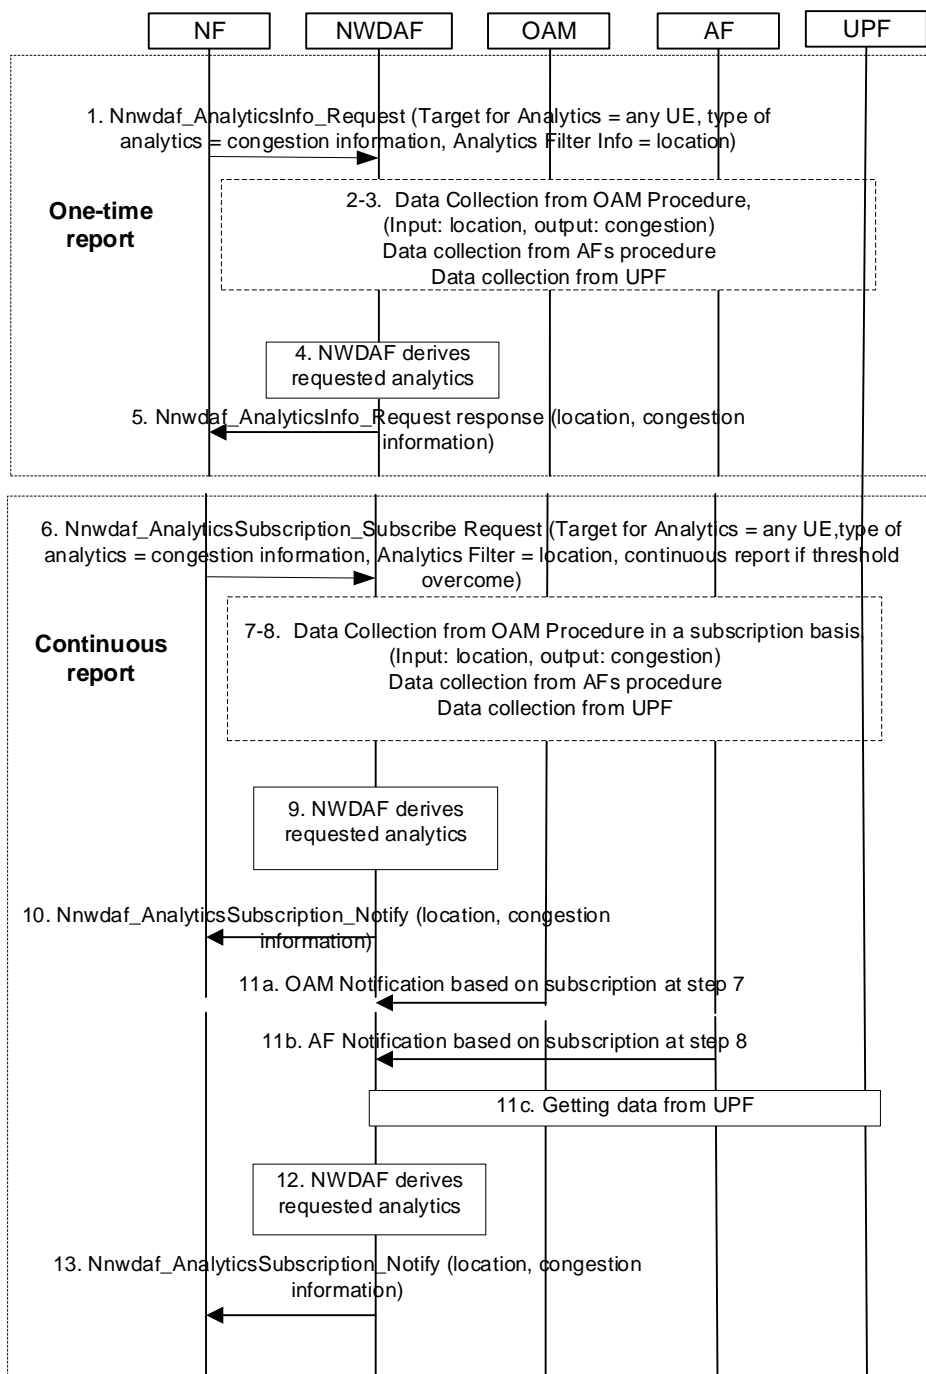 NF
NWDAF
OAM
AF
UPF
1. Nnwdaf_AnalyticsInfo_Request (Target for Analytics = any UE, type of
analytics = congestion information, Analytics Filter Info = location)
One-time
report
2-3. Data Collection from OAM Procedure,
(Input: location, output: congestion)
Data collection from AFs procedure
Data collection from UPF
4. NWDAF derives
requested analytics
5. Nnwdaf_AnalyticsInfo_Request response (location, congestion
information)
6. Nnwdaf_AnalyticsSubscription_Subscribe Request (Target for Analytics = any UE,type of
analytics = congestion information, Analytics Filter = location, continuous report if threshold
overcome)
Continuous
report
7-8. Data Collection from OAM Procedure in a subscription basis,
(Input: location, output: congestion)
Data collection from AFs procedure
Data collection from UPF
9. NWDAF derives
requested analytics
10. Nnwdaf_AnalyticsSubscription_Notify (location, congestion
information)
11a. OAM Notification based on subscription at step 7
11b. AF Notification based on subscription at step 8
11c. Getting data from UPF
12. NWDAF derives
requested analytics
13. Nnwdaf_AnalyticsSubscription_Notify (location, congestion
information)